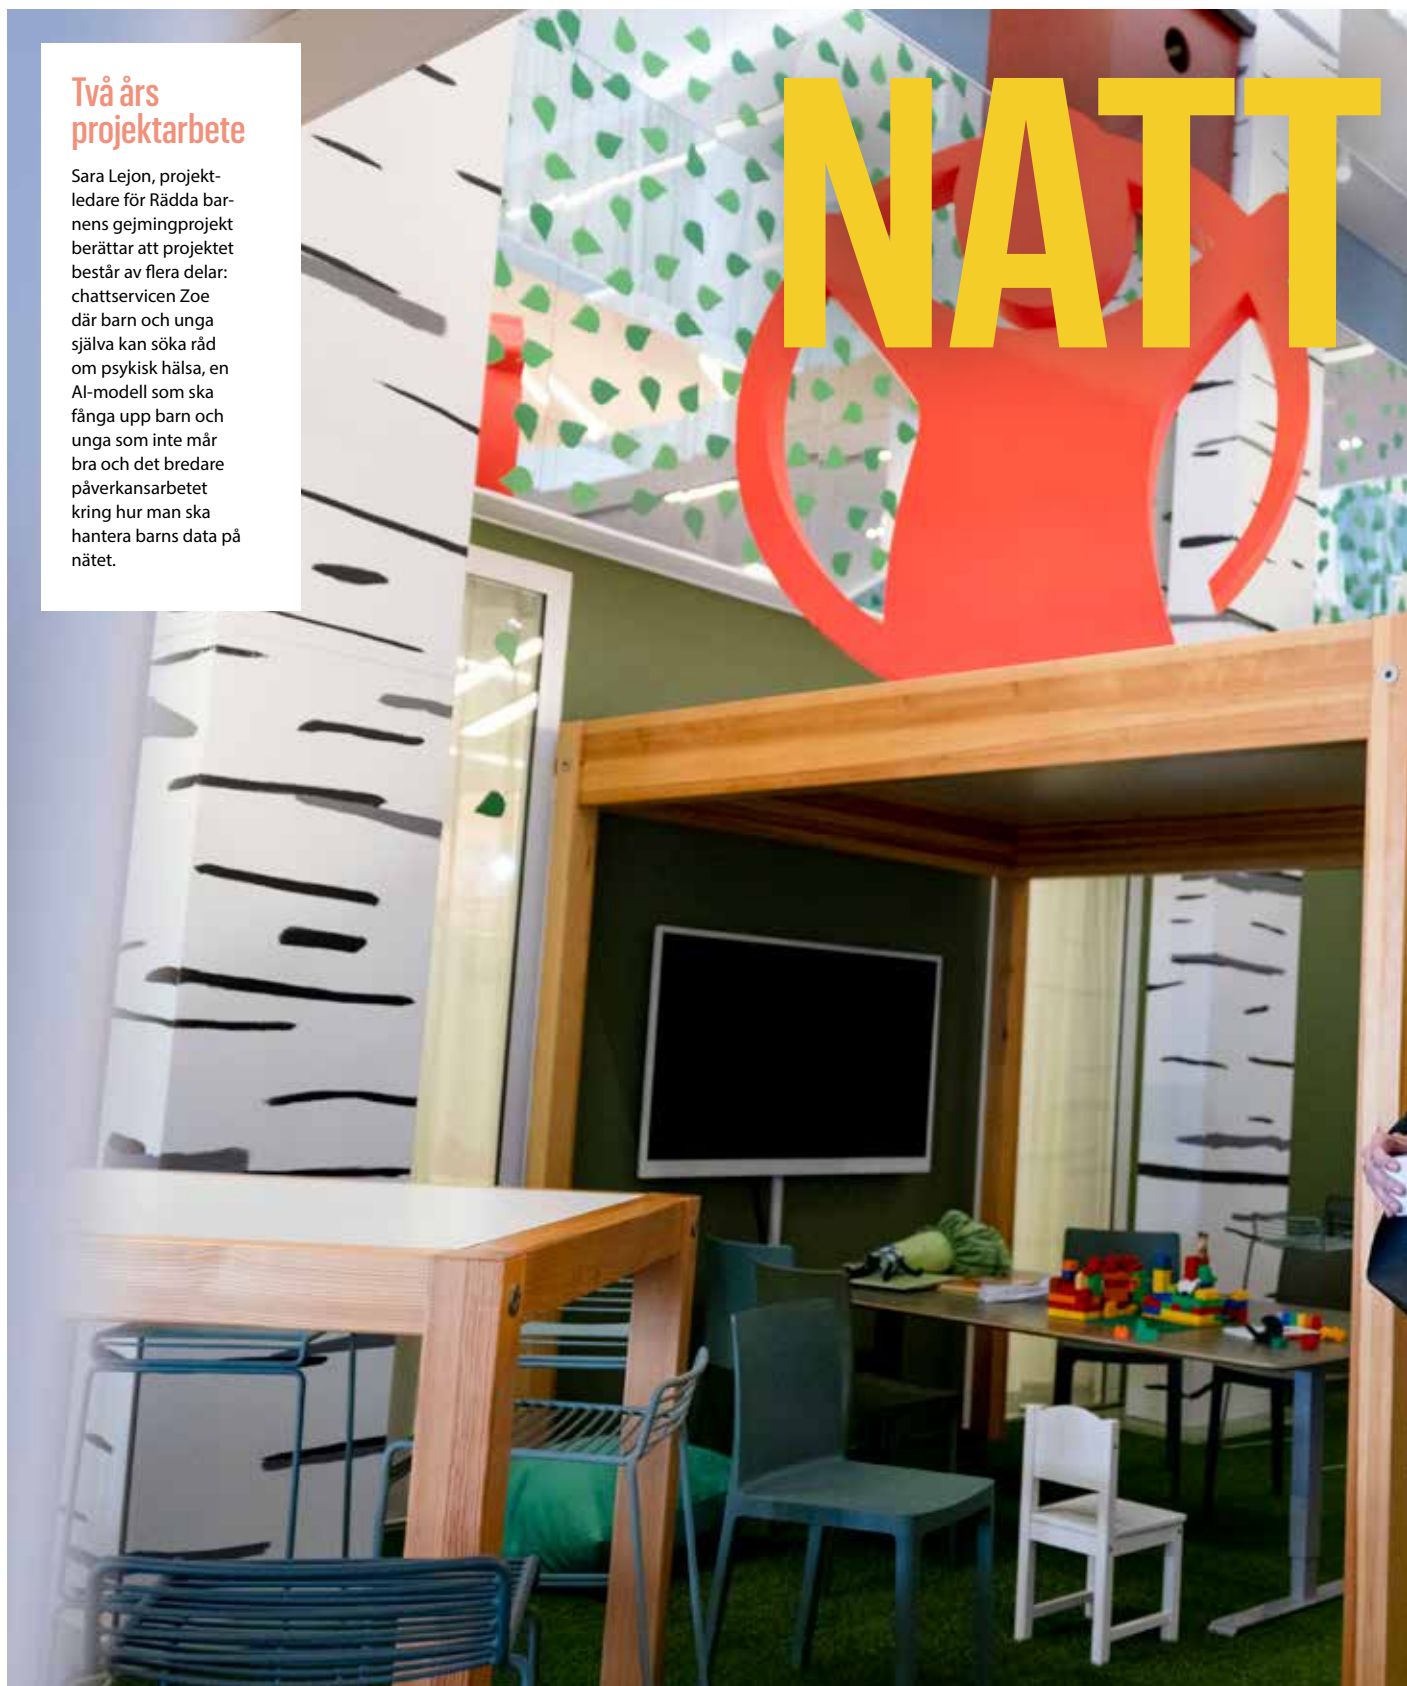 Två års
projektarbete
Sara Lejon, projekt-
ledare för Rädda bar-
nens gejmingprojekt
berättar att projektet
består av flera delar:
chattservicen Zoe
där barn och unga
själva kan söka råd
om psykisk hälsa, en
AI-modell som ska
fånga upp barn och
unga som inte mår
bra och det bredare
påverkansarbetet
kring hur man ska
hantera barns data på
nätet.
NATT